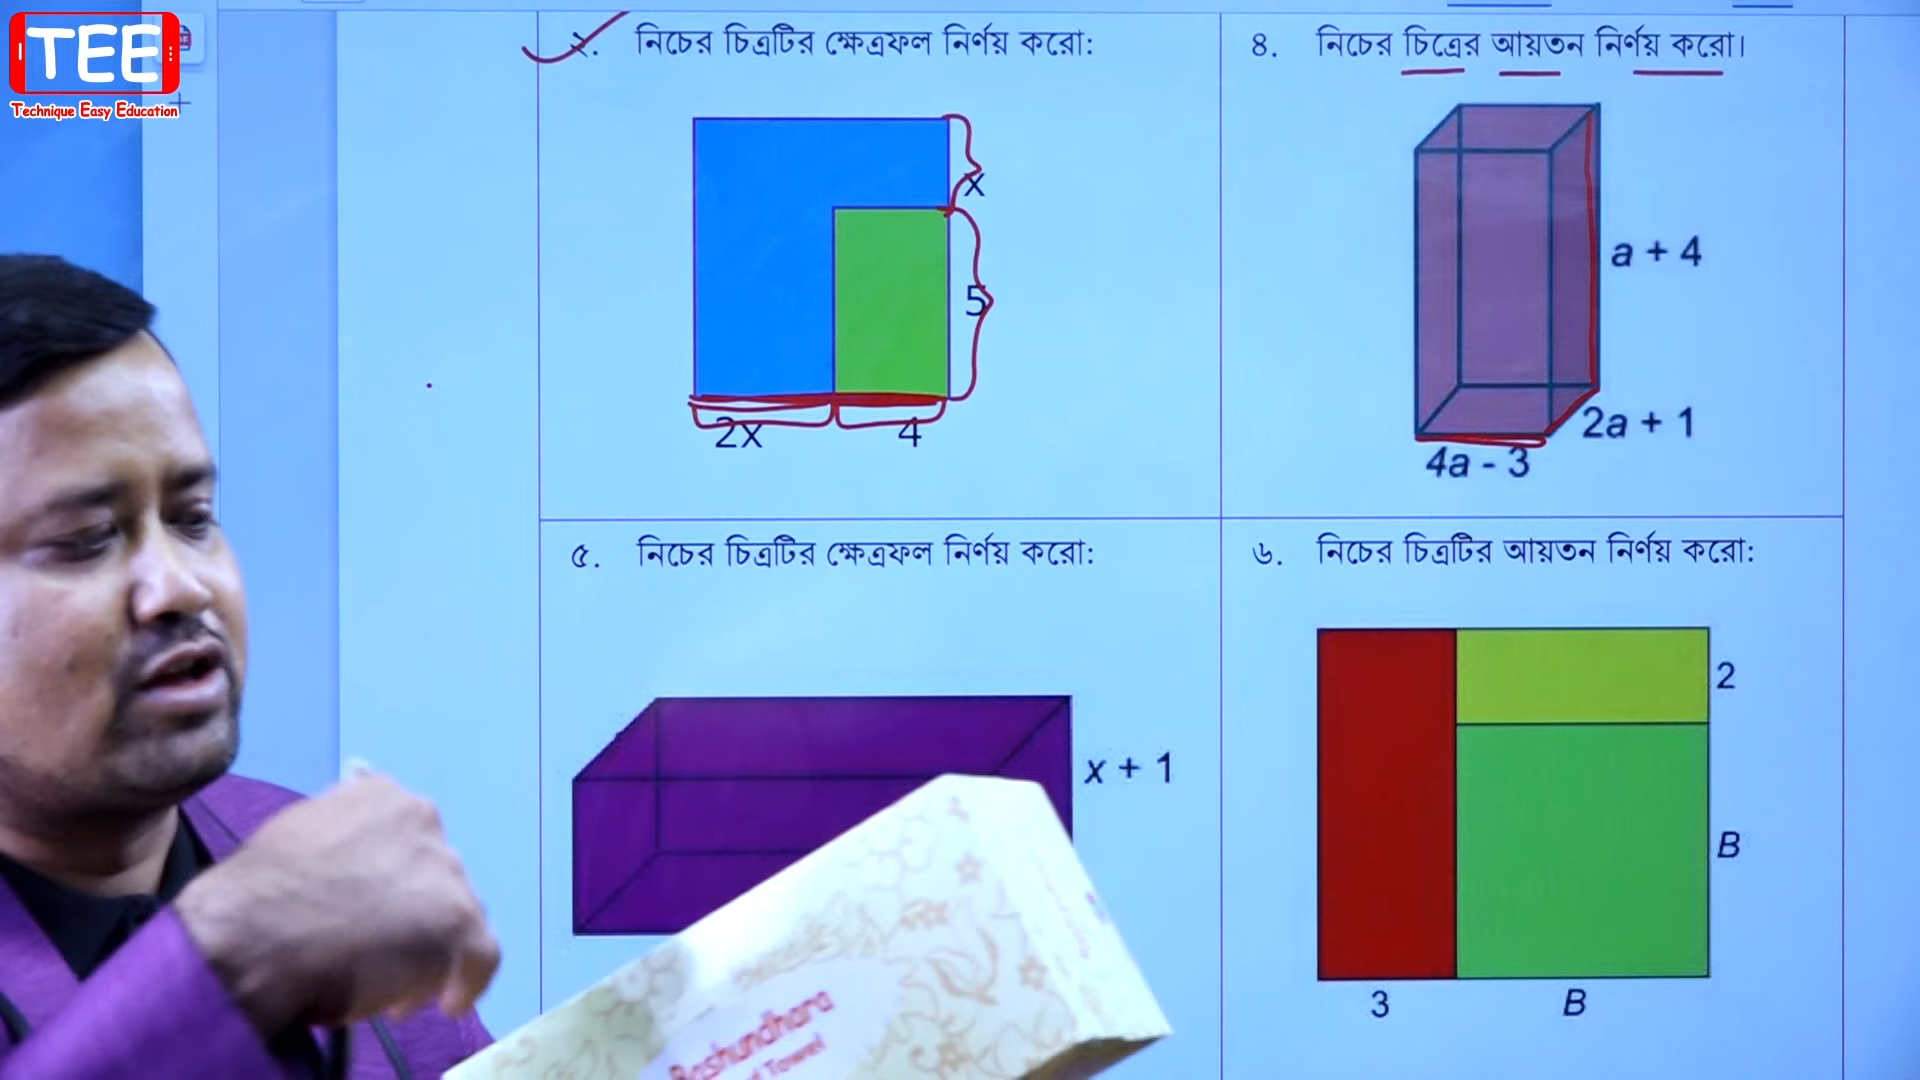 TEE
Technique Easy Education
নিচের চিত্রটির ক্ষেত্রফল নির্ণয় করো:
x
5
2x
4
৪. নিচের চিত্রের আয়তন নির্ণয় করো।
a + 4
2a + 1
4a - 3
৫. নিচের চিত্রটির ক্ষেত্রফল নির্ণয় করো:
x + 1
৬. নিচের চিত্রটির আয়তন নির্ণয় করো:
2
B
3
B
Bashundhara
Towel